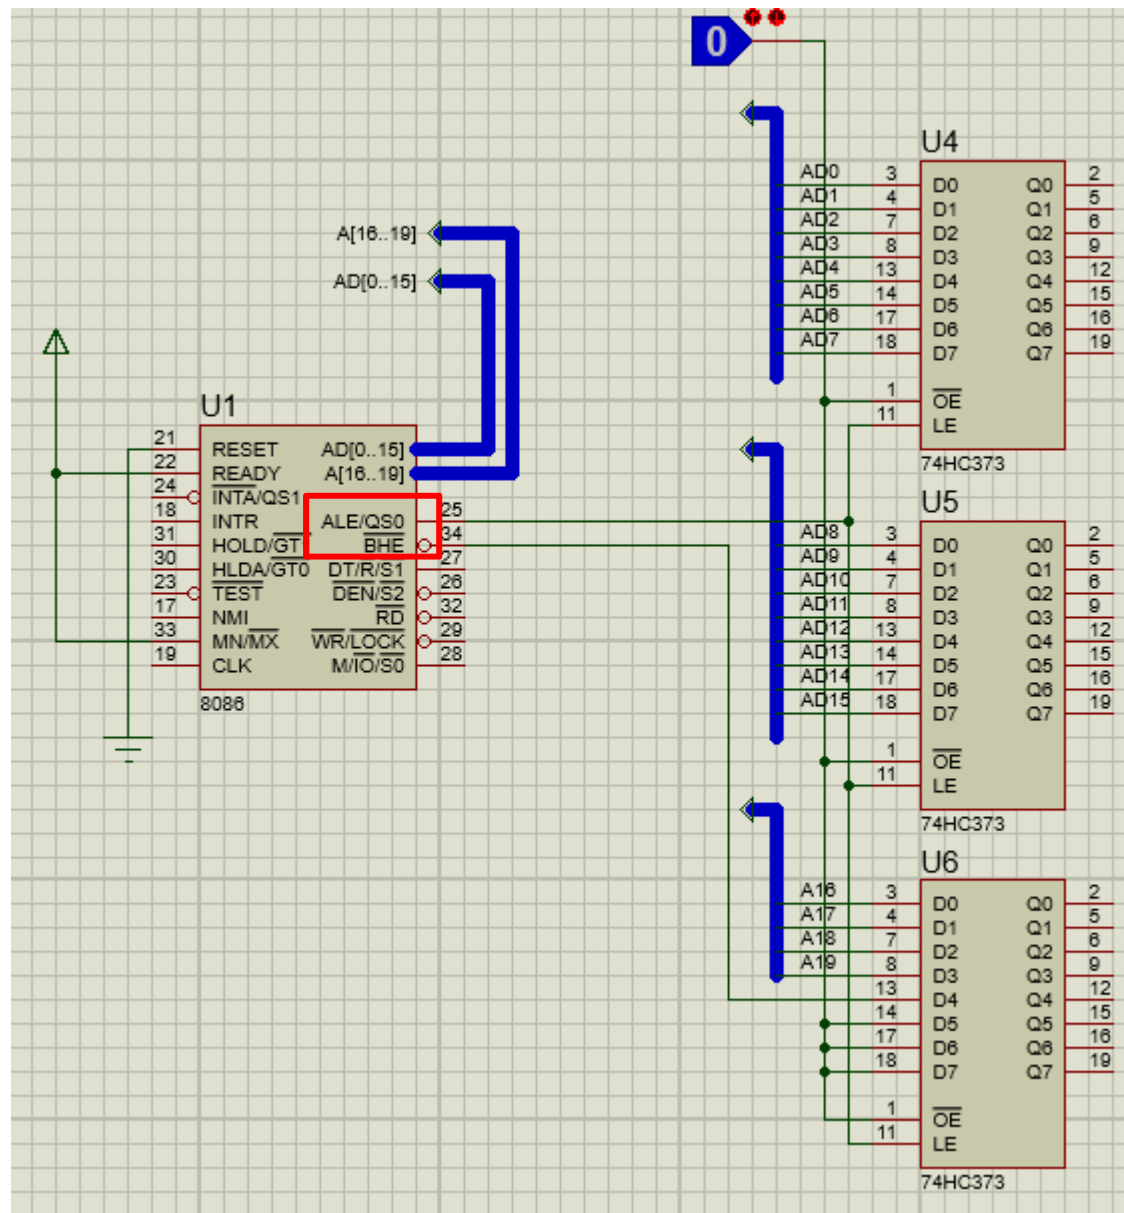 0
U4
AD0 3 D0 Q0 2
AD1 4 D1 Q1 5
AD2 7 D2 Q2 6
AD3 8 D3 Q3 9
AD4 13 D4 Q4 12
AD5 14 D5 Q5 15
AD6 17 D6 Q6 16
AD7 18 D7 Q7 19
1 OE
11 LE
74HC373
A[16..19]
AD[0..15]
U1
21 RESET AD[0..15]
22 READY A[16..19]
24 INTA/QS1
18 INTR ALE/QS0 25
31 HOLD/GT BHE 34
30 HLDA/GT0 DT/R/S1 27
23 TEST DEN/S2 26
17 NMI RD 32
33 MN/MX WR/LOCK 29
19 CLK M/IO/S0 28
8086
U5
AD8 3 D0 Q0 2
AD9 4 D1 Q1 5
AD10 7 D2 Q2 6
AD11 8 D3 Q3 9
AD12 13 D4 Q4 12
AD13 14 D5 Q5 15
AD14 17 D6 Q6 16
AD15 18 D7 Q7 19
1 OE
11 LE
74HC373
U6
A16 3 D0 Q0 2
A17 4 D1 Q1 5
A18 7 D2 Q2 6
A19 8 D3 Q3 9
13 D4 Q4 12
14 D5 Q5 15
17 D6 Q6 16
18 D7 Q7 19
1 OE
11 LE
74HC373